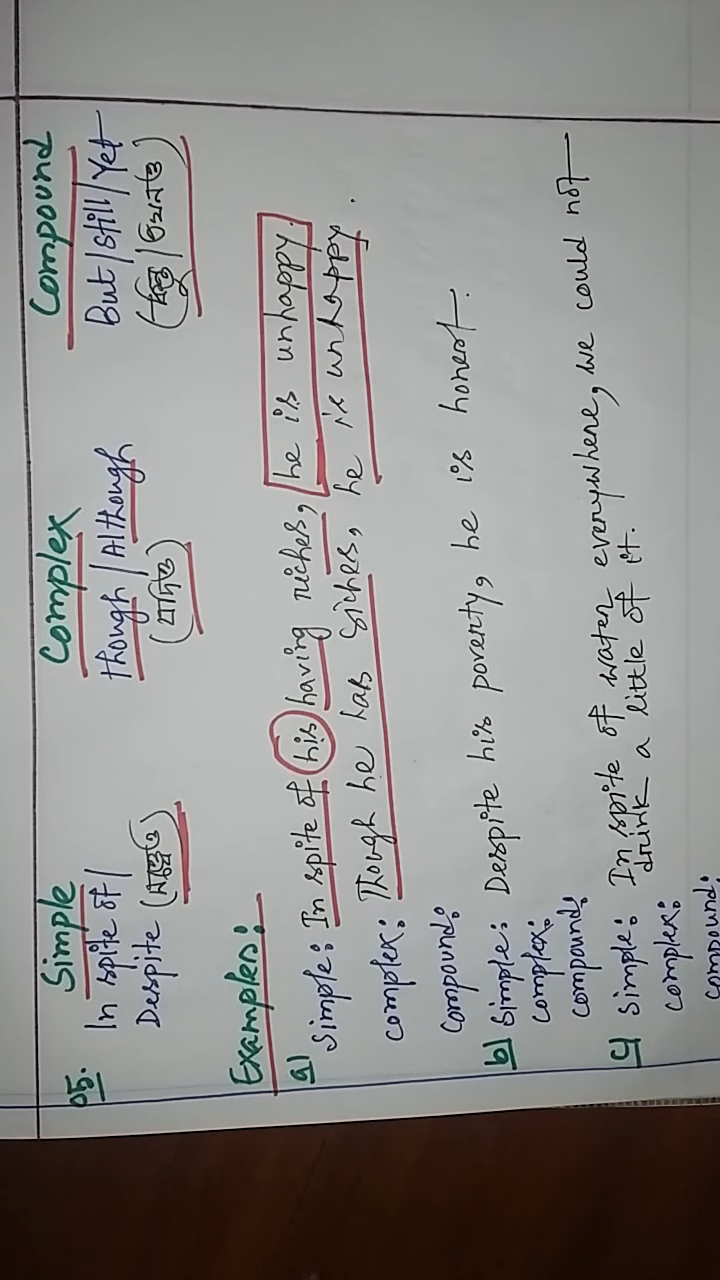 05. Simple Complex Compound
In spite of / though / Although But / still / Yet
Despite (সত্ত্বেও) (যদিও) (কিন্তু / তথাপিও)
Examples:
a) Simple: In spite of his having riches, he is unhappy.
Complex: Though he has riches, he is unhappy.
Compound:
b) Simple: Despite his poverty, he is honest.
Complex:
Compound:
c) Simple: In spite of water everywhere, we could not
drink a little of it.
Complex:
Compound: